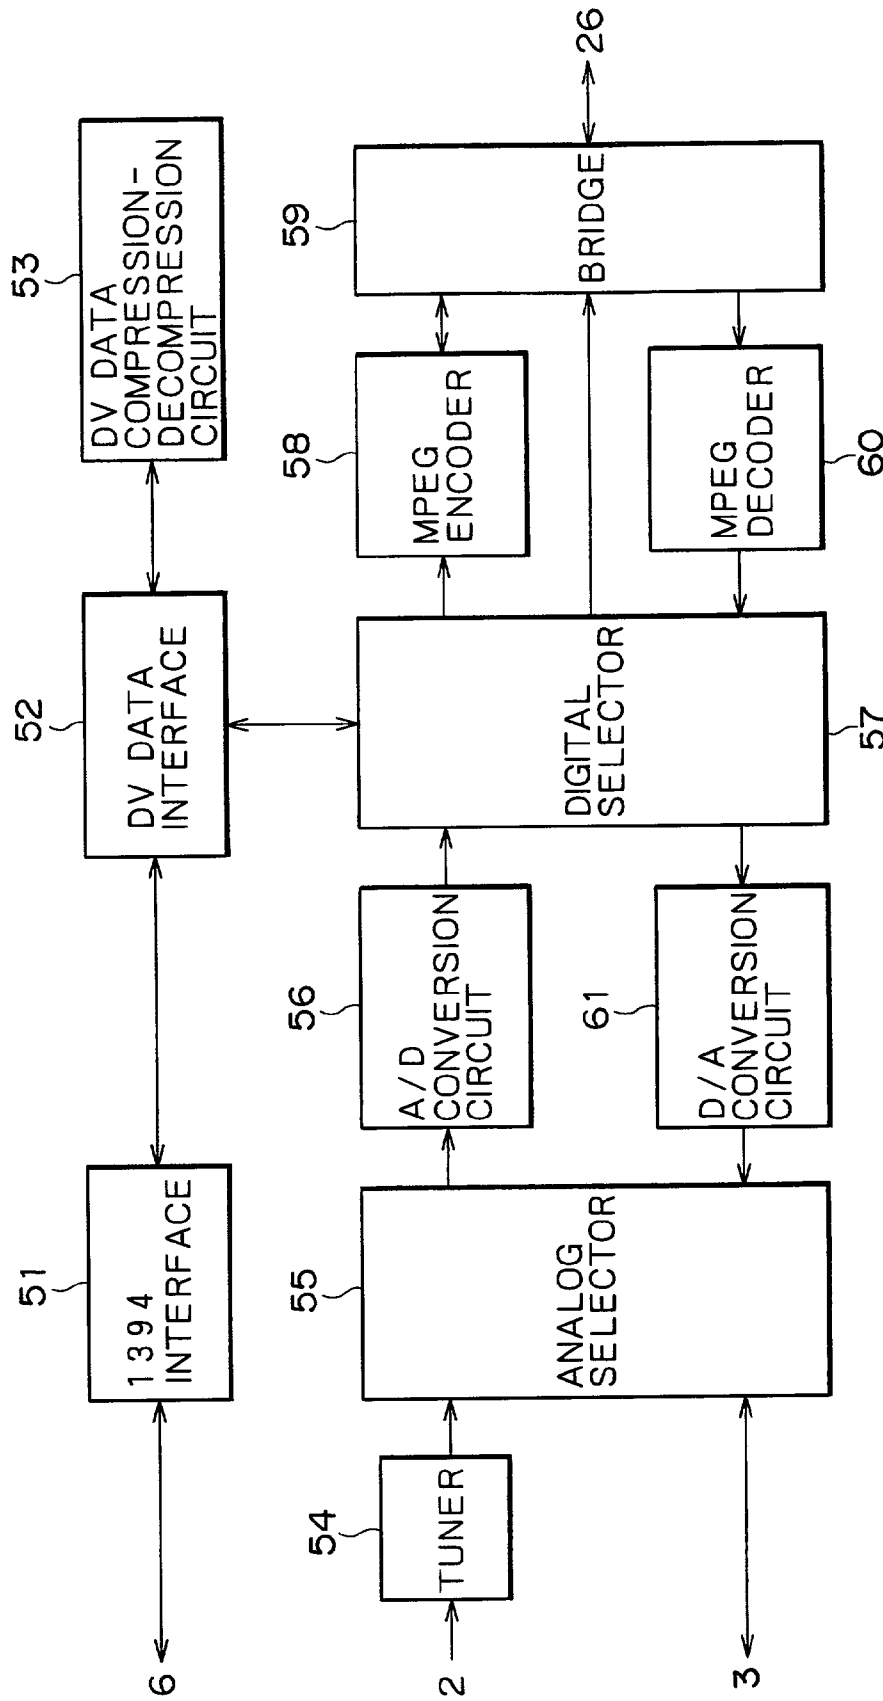 53
DV DATA
COMPRESSION-
DECOMPRESSION
CIRCUIT
52
DV DATA
INTERFACE
51
1394
INTERFACE
6
26
59
BRIDGE
58
MPEG
ENCODER
MPEG
DECODER
60
DIGITAL
SELECTOR
57
56
A/D
CONVERSION
CIRCUIT
61
D/A
CONVERSION
CIRCUIT
55
ANALOG
SELECTOR
54
TUNER
2
3